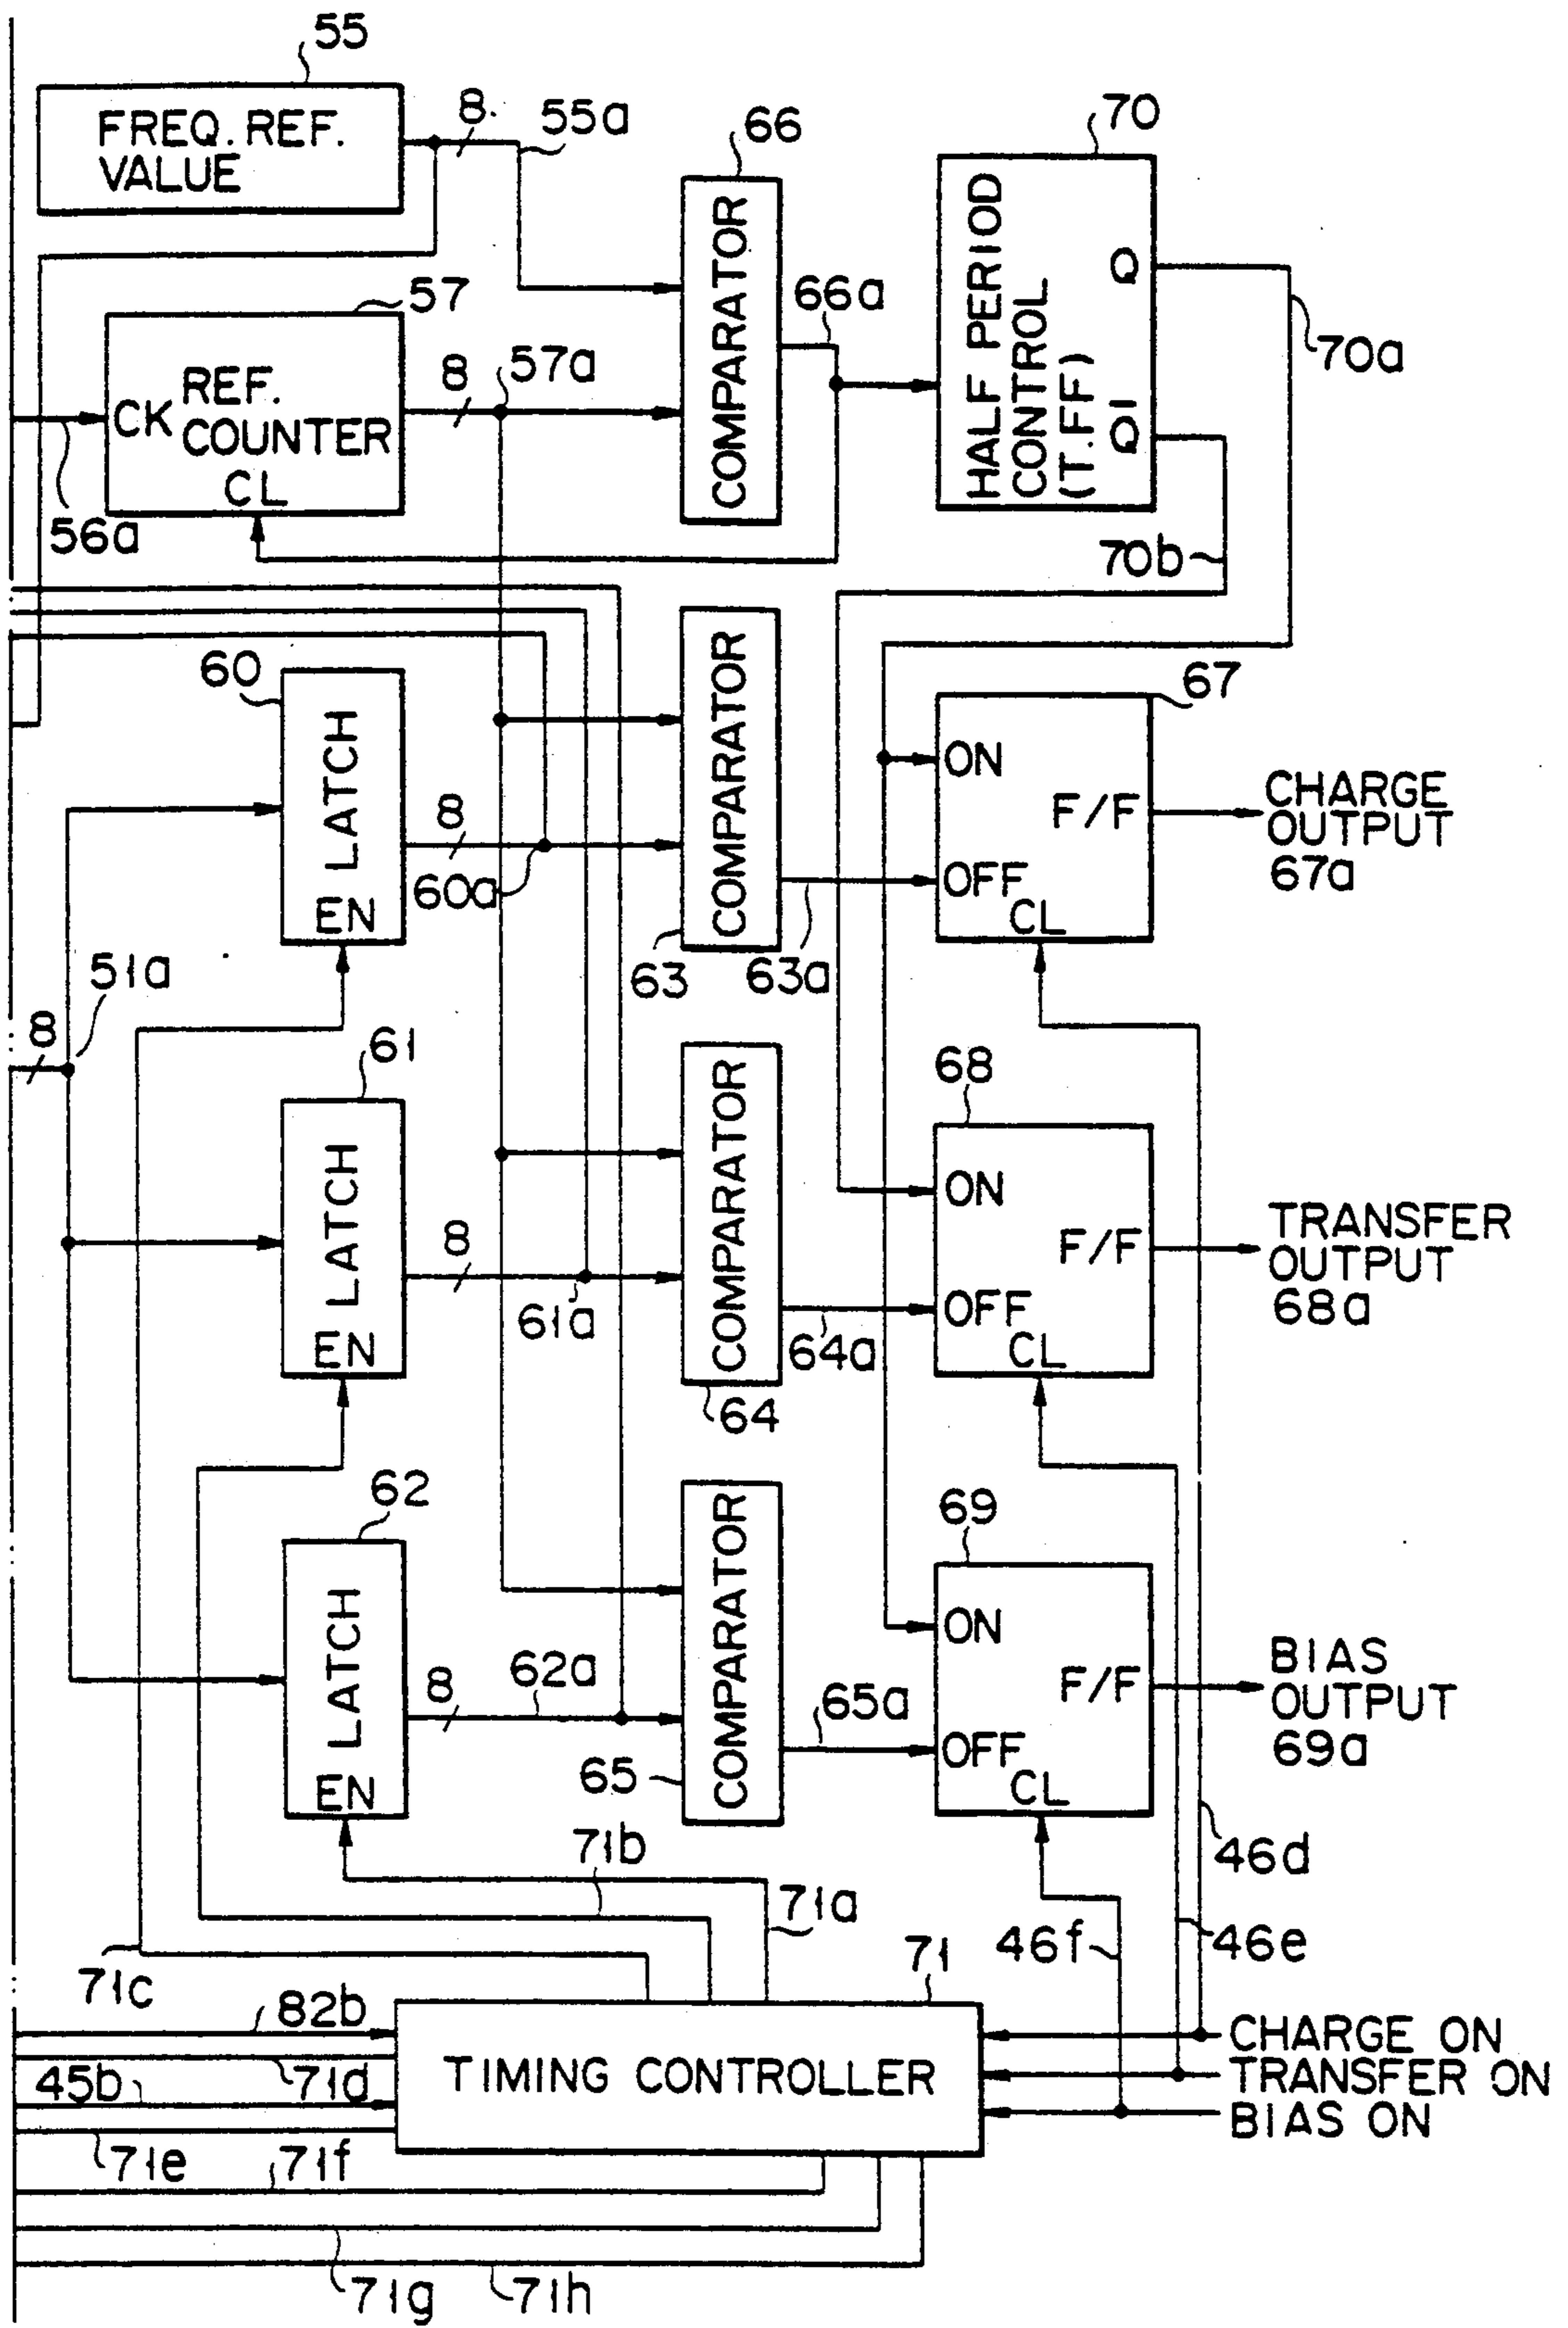 55
FREQ. REF.
VALUE
8
55a
66
COMPARATOR
70
HALF PERIOD
CONTROL
(T.FF)
Q
Q̅
70a
70b
66a
57
CK
REF.
COUNTER
CL
8
57a
56a
60
LATCH
EN
8
60a
COMPARATOR
63
63a
67
ON
F/F
OFF
CL
CHARGE
OUTPUT
67a
51a
8
61
LATCH
EN
8
61a
COMPARATOR
64
64a
68
ON
F/F
OFF
CL
TRANSFER
OUTPUT
68a
62
LATCH
EN
8
62a
COMPARATOR
65
65a
69
ON
F/F
OFF
CL
BIAS
OUTPUT
69a
71b
71a
46d
71c
46f
46e
71
82b
71d
45b
71e
TIMING CONTROLLER
CHARGE ON
TRANSFER ON
BIAS ON
71f
71g
71h